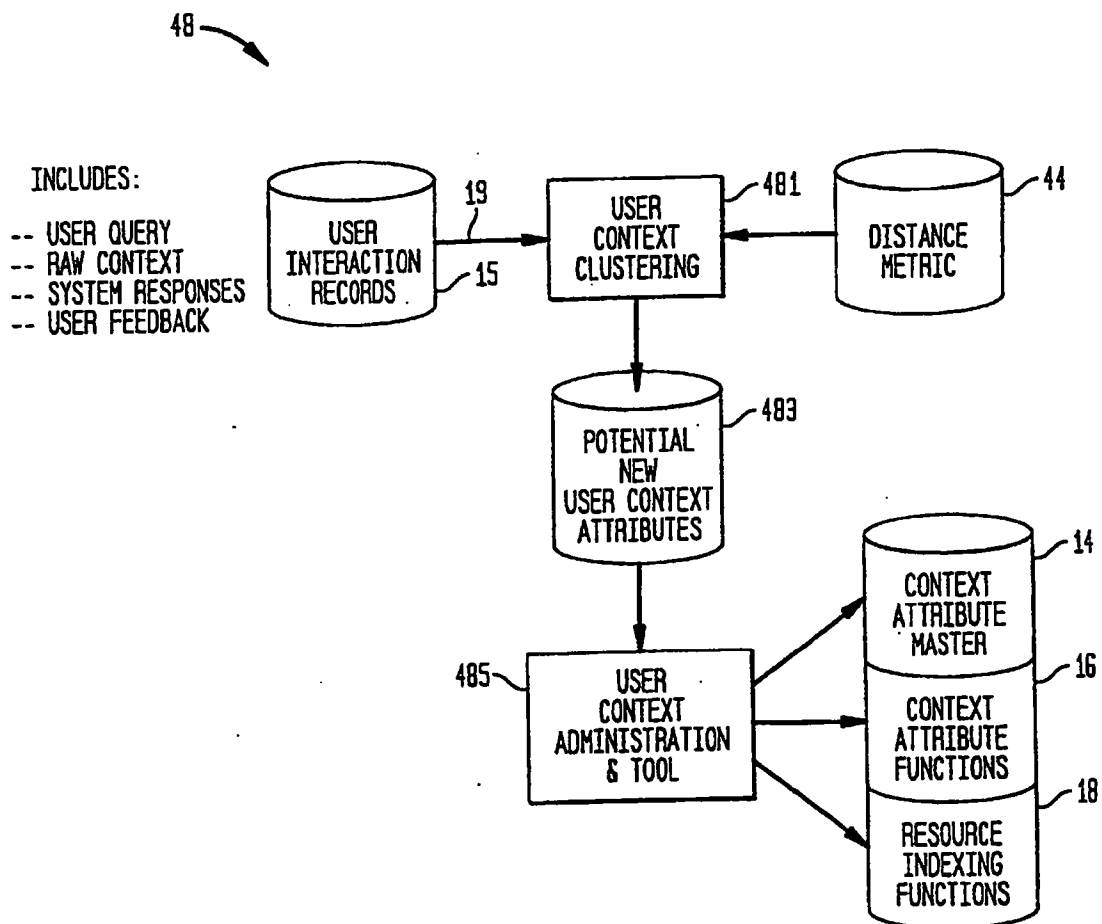 48
INCLUDES:
-- USER QUERY
-- RAW CONTEXT
-- SYSTEM RESPONSES
-- USER FEEDBACK
USER
INTERACTION
RECORDS
15
19
USER
CONTEXT
CLUSTERING
481
DISTANCE
METRIC
44
POTENTIAL
NEW
USER CONTEXT
ATTRIBUTES
483
485
USER
CONTEXT
ADMINISTRATION
& TOOL
CONTEXT
ATTRIBUTE
MASTER
14
CONTEXT
ATTRIBUTE
FUNCTIONS
16
RESOURCE
INDEXING
FUNCTIONS
18